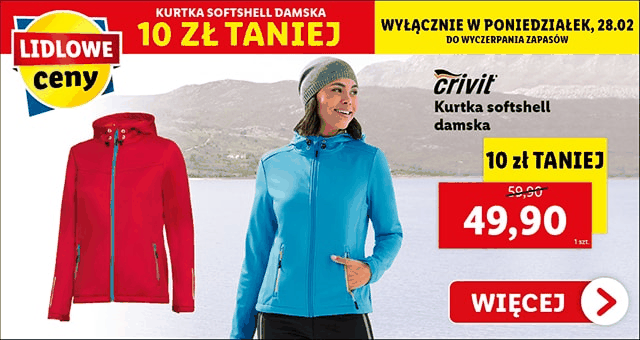 LIDLOWE
ceny
KURTKA SOFTSHELL DAMSKA
10 ZŁ TANIEJ
WYŁĄCZNIE W PONIEDZIAŁEK, 28.02
DO WYCZERPANIA ZAPASÓW
crivit
Kurtka softshell
damska
10 zł TANIEJ
59,90
49,90
1 szt.
WIĘCEJ